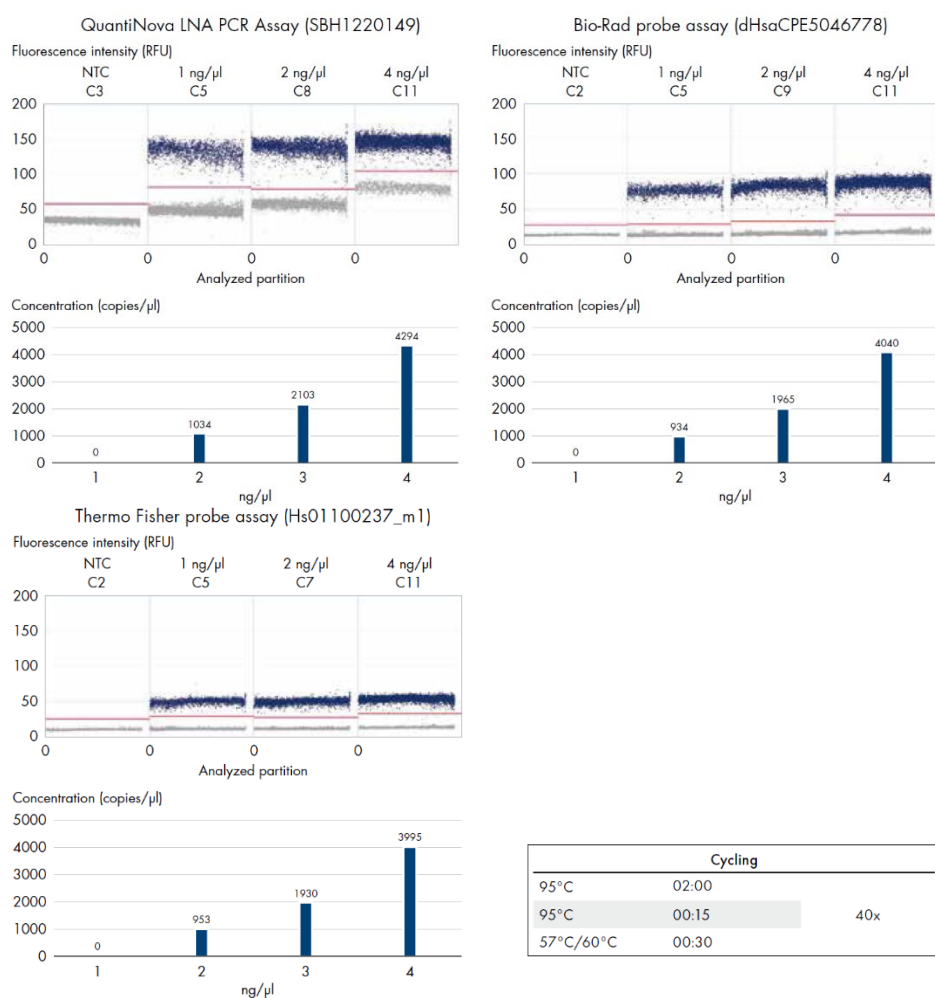 QuantiNova LNA PCR Assay (SBH1220149)
Fluorescence intensity (RFU)
NTC 1 ng/µl 2 ng/µl 4 ng/µl
C3 C5 C8 C11
200
150
100
50
0
0 0 0 0
Analyzed partition
Concentration (copies/µl)
5000
4000
3000
2000
1000
0
0 1034 2103 4294
1 2 3 4
ng/µl
Bio-Rad probe assay (dHsaCPE5046778)
Fluorescence intensity (RFU)
NTC 1 ng/µl 2 ng/µl 4 ng/µl
C2 C5 C9 C11
200
150
100
50
0
0 0 0 0
Analyzed partition
Concentration (copies/µl)
5000
4000
3000
2000
1000
0
0 934 1965 4040
1 2 3 4
ng/µl
Thermo Fisher probe assay (Hs01100237_m1)
Fluorescence intensity (RFU)
NTC 1 ng/µl 2 ng/µl 4 ng/µl
C2 C5 C7 C11
200
150
100
50
0
0 0 0 0
Analyzed partition
Concentration (copies/µl)
5000
4000
3000
2000
1000
0
0 953 1930 3995
1 2 3 4
ng/µl
Cycling
95°C 02:00
95°C 00:15 40x
57°C/60°C 00:30